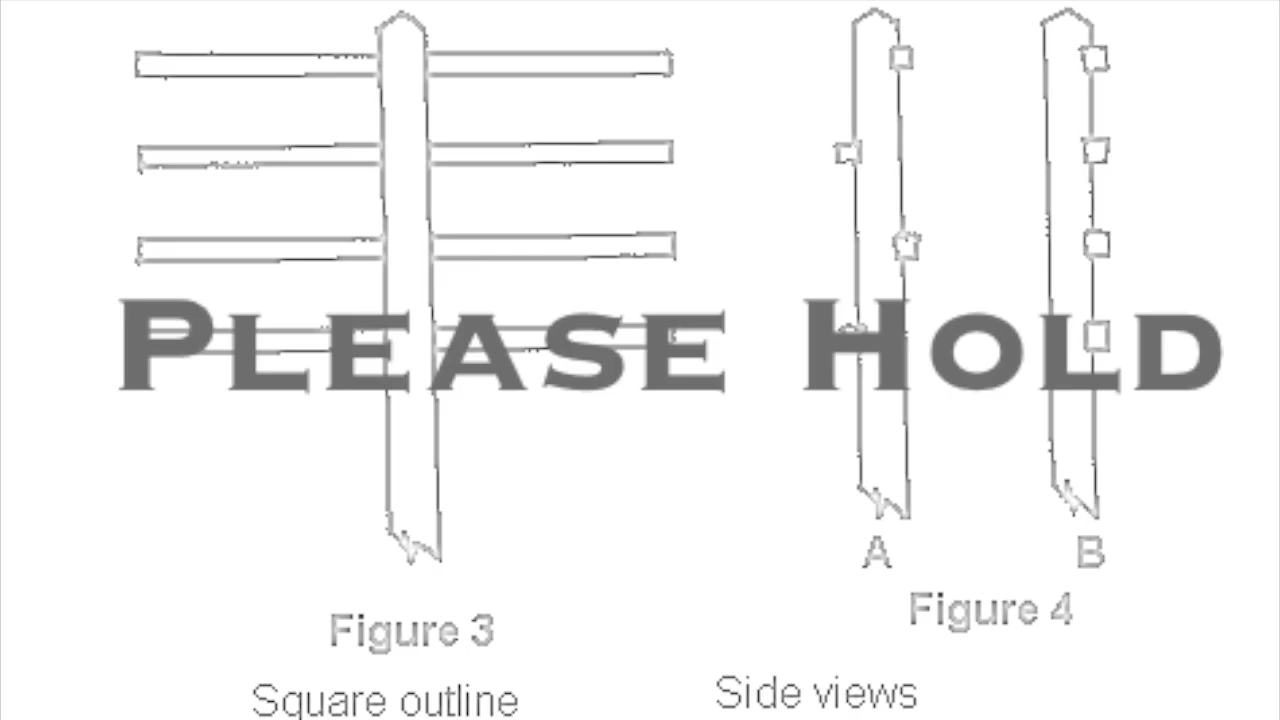 PLEASE HOLD
A B
Figure 4
Figure 3
Side views
Square outline